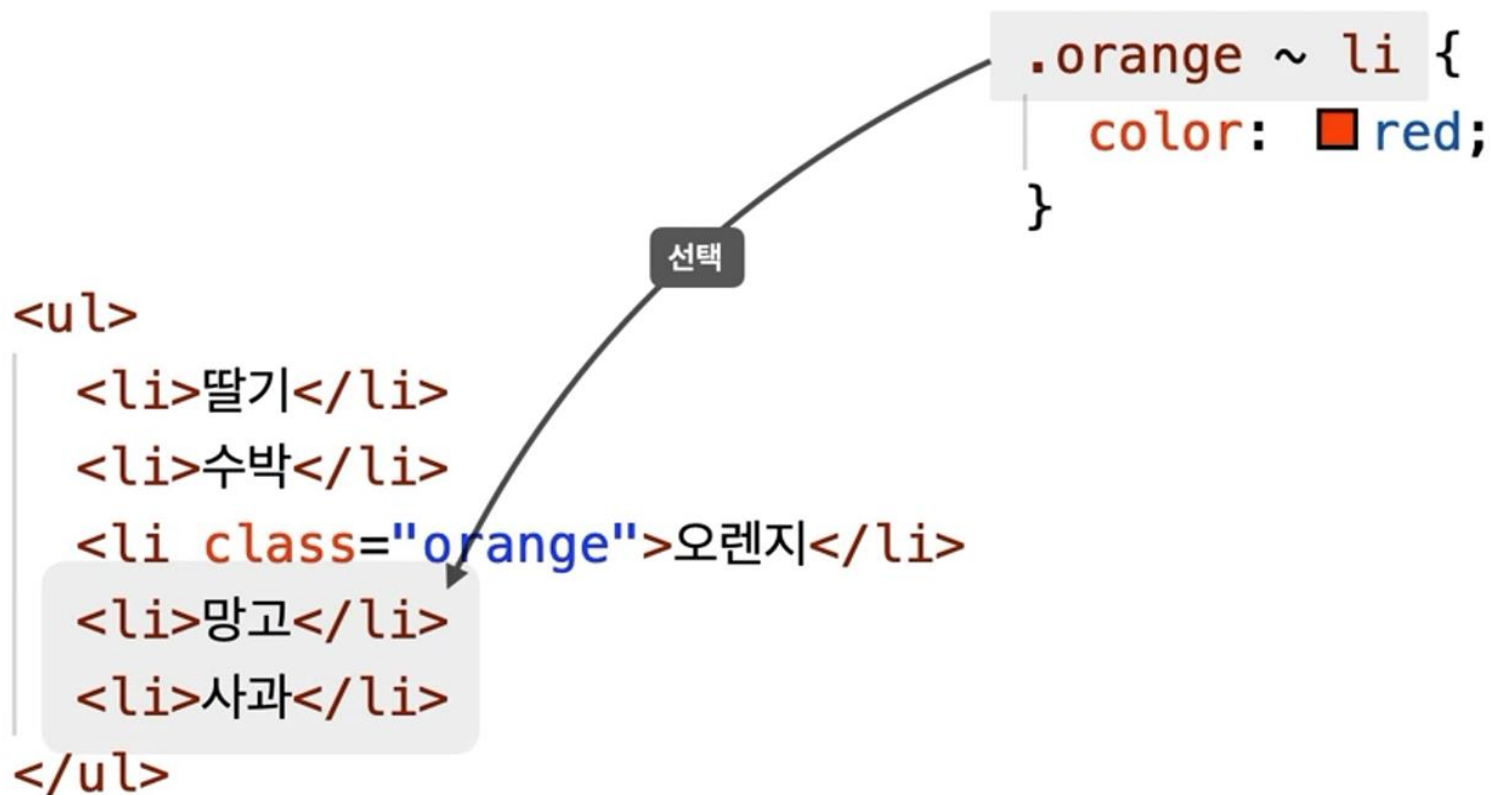 .orange ~ li {
color: red;
}
선택
<ul>
<li>딸기</li>
<li>수박</li>
<li class="orange">오렌지</li>
<li>망고</li>
<li>사과</li>
</ul>